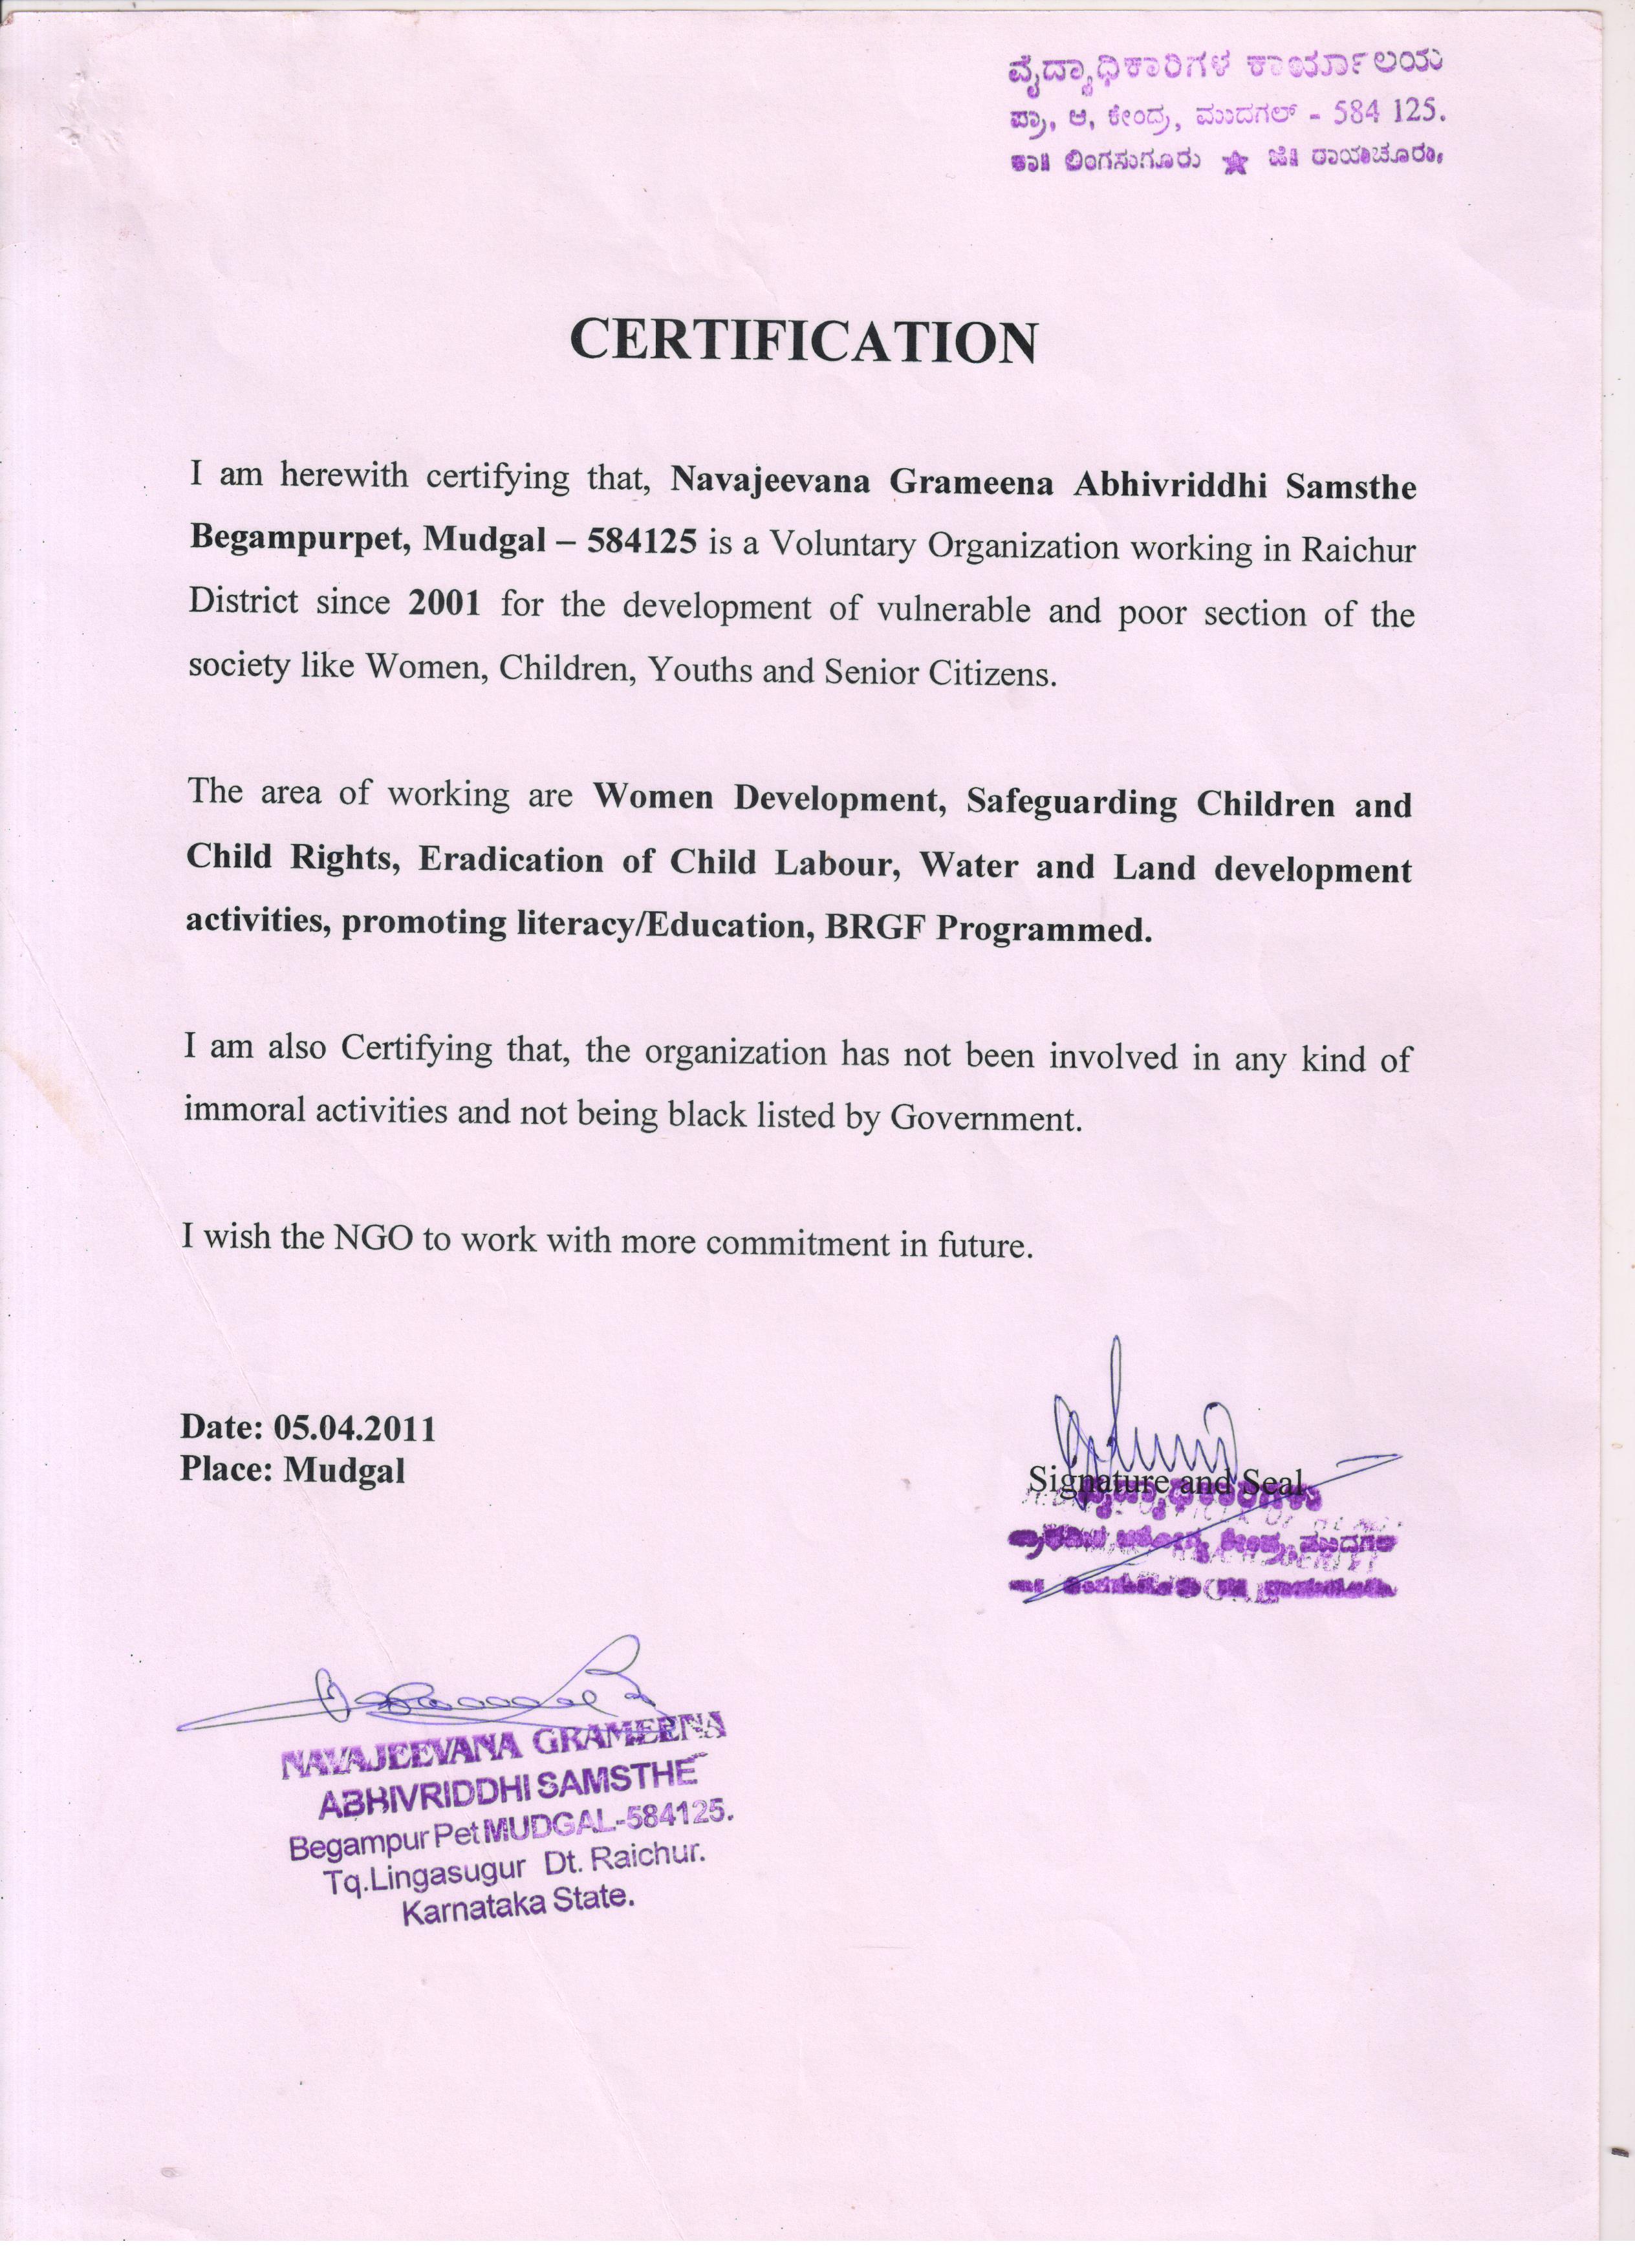 ವೈದ್ಯಾಧಿಕಾರಿಗಳ ಕಾರ್ಯಾಲಯ
ಪ್ರಾ, ಆ, ಕೇಂದ್ರ, ಮುದಗಲ್ - 584 125.
ತಾ॥ ಲಿಂಗಸುಗೂರು ★ ಜಿ॥ ರಾಯಚೂರು,
CERTIFICATION
I am herewith certifying that, Navajeevana Grameena Abhivriddhi Samsthe
Begampurpet, Mudgal – 584125 is a Voluntary Organization working in Raichur
District since 2001 for the development of vulnerable and poor section of the
society like Women, Children, Youths and Senior Citizens.
The area of working are Women Development, Safeguarding Children and
Child Rights, Eradication of Child Labour, Water and Land development
activities, promoting literacy/Education, BRGF Programmed.
I am also Certifying that, the organization has not been involved in any kind of
immoral activities and not being black listed by Government.
I wish the NGO to work with more commitment in future.
Date: 05.04.2011
Place: Mudgal
Signature and Seal
ಕೇಂದ್ರ, ಮುದಗಲ
NAVAJEEVANA GRAMEENA
ABHIVRIDDHI SAMSTHE
Begampur Pet MUDGAL-584125.
Tq.Lingasugur Dt. Raichur.
Karnataka State.